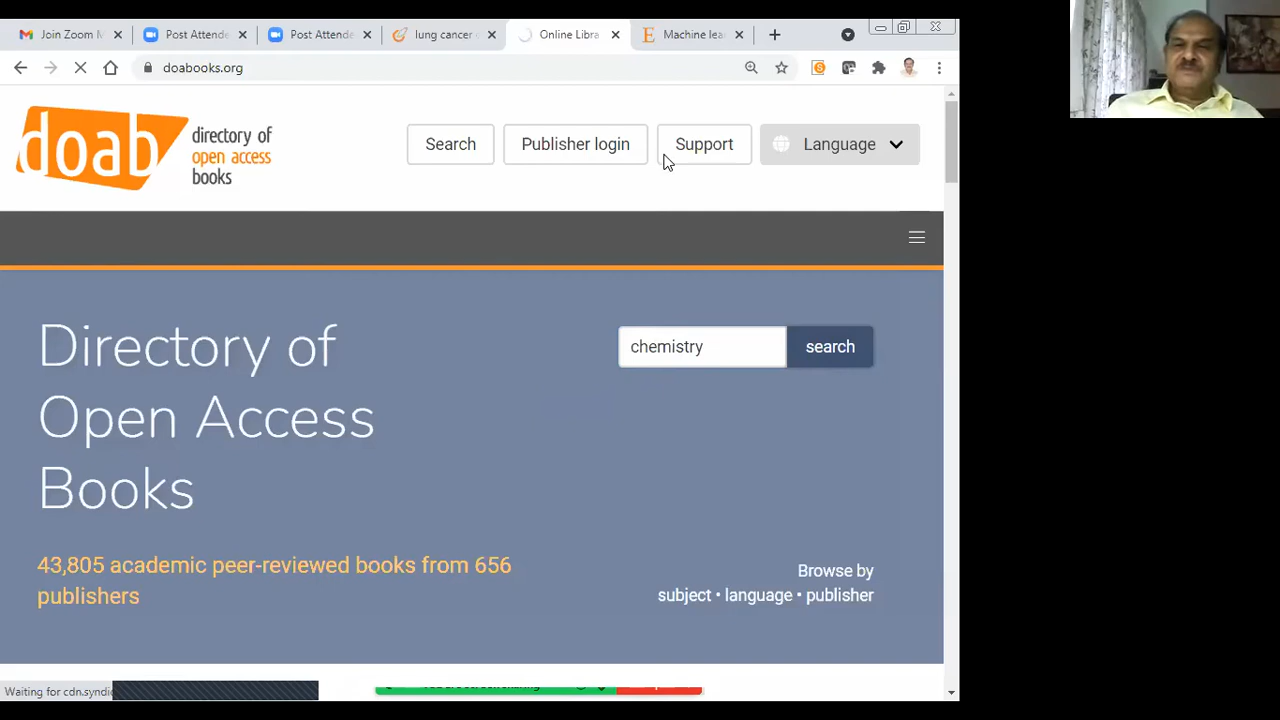 Join Zoom M
Post Attende
Post Attende
lung cancer o
Online Libra
Machine lear
doabooks.org
doab
directory of
open access
books
Search
Publisher login
Support
Language
Directory of
Open Access
Books
chemistry
search
43,805 academic peer-reviewed books from 656
publishers
Browse by
subject • language • publisher
Waiting for cdn.syndic